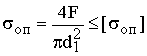 σоп = 4F / πd₁² ≤ [σоп]